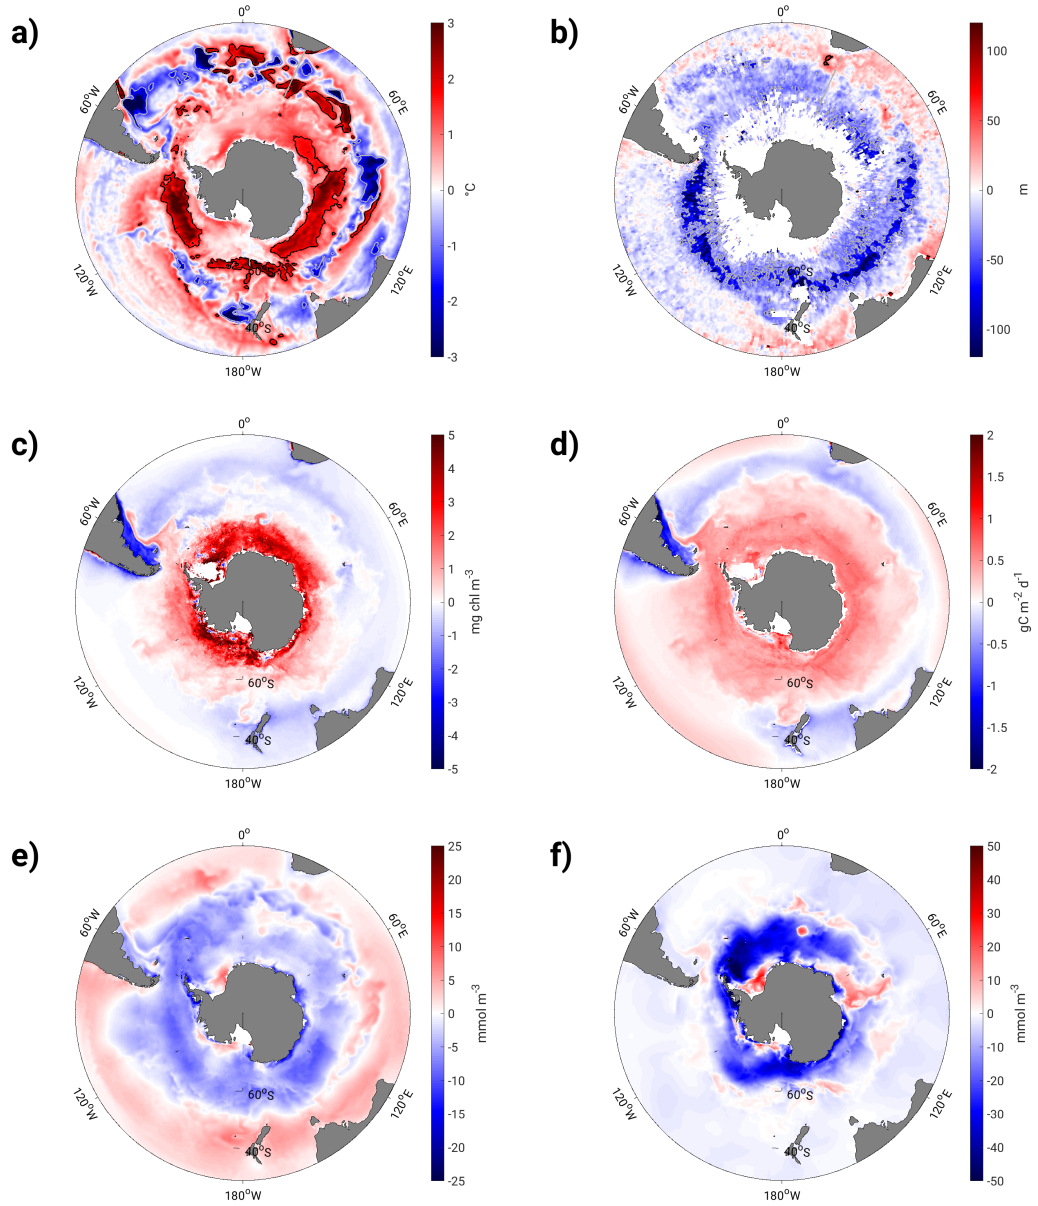 a)
0°
60°W
60°E
120°W
120°E
180°W
40°S
3
2
1
0
-1
-2
-3
°C
b)
0°
60°W
60°E
120°W
120°E
180°W
60°S
40°S
100
50
0
-50
-100
m
c)
0°
60°W
60°E
120°W
120°E
180°W
60°S
40°S
5
4
3
2
1
0
-1
-2
-3
-4
-5
mg chl m⁻³
d)
0°
60°W
60°E
120°W
120°E
180°W
60°S
40°S
2
1.5
1
0.5
0
-0.5
-1
-1.5
-2
gC m⁻² d⁻¹
e)
0°
60°W
60°E
120°W
120°E
180°W
60°S
40°S
25
20
15
10
5
0
-5
-10
-15
-20
-25
mmol m⁻³
f)
0°
60°W
60°E
120°W
120°E
180°W
60°S
40°S
50
40
30
20
10
0
-10
-20
-30
-40
-50
mmol m⁻³